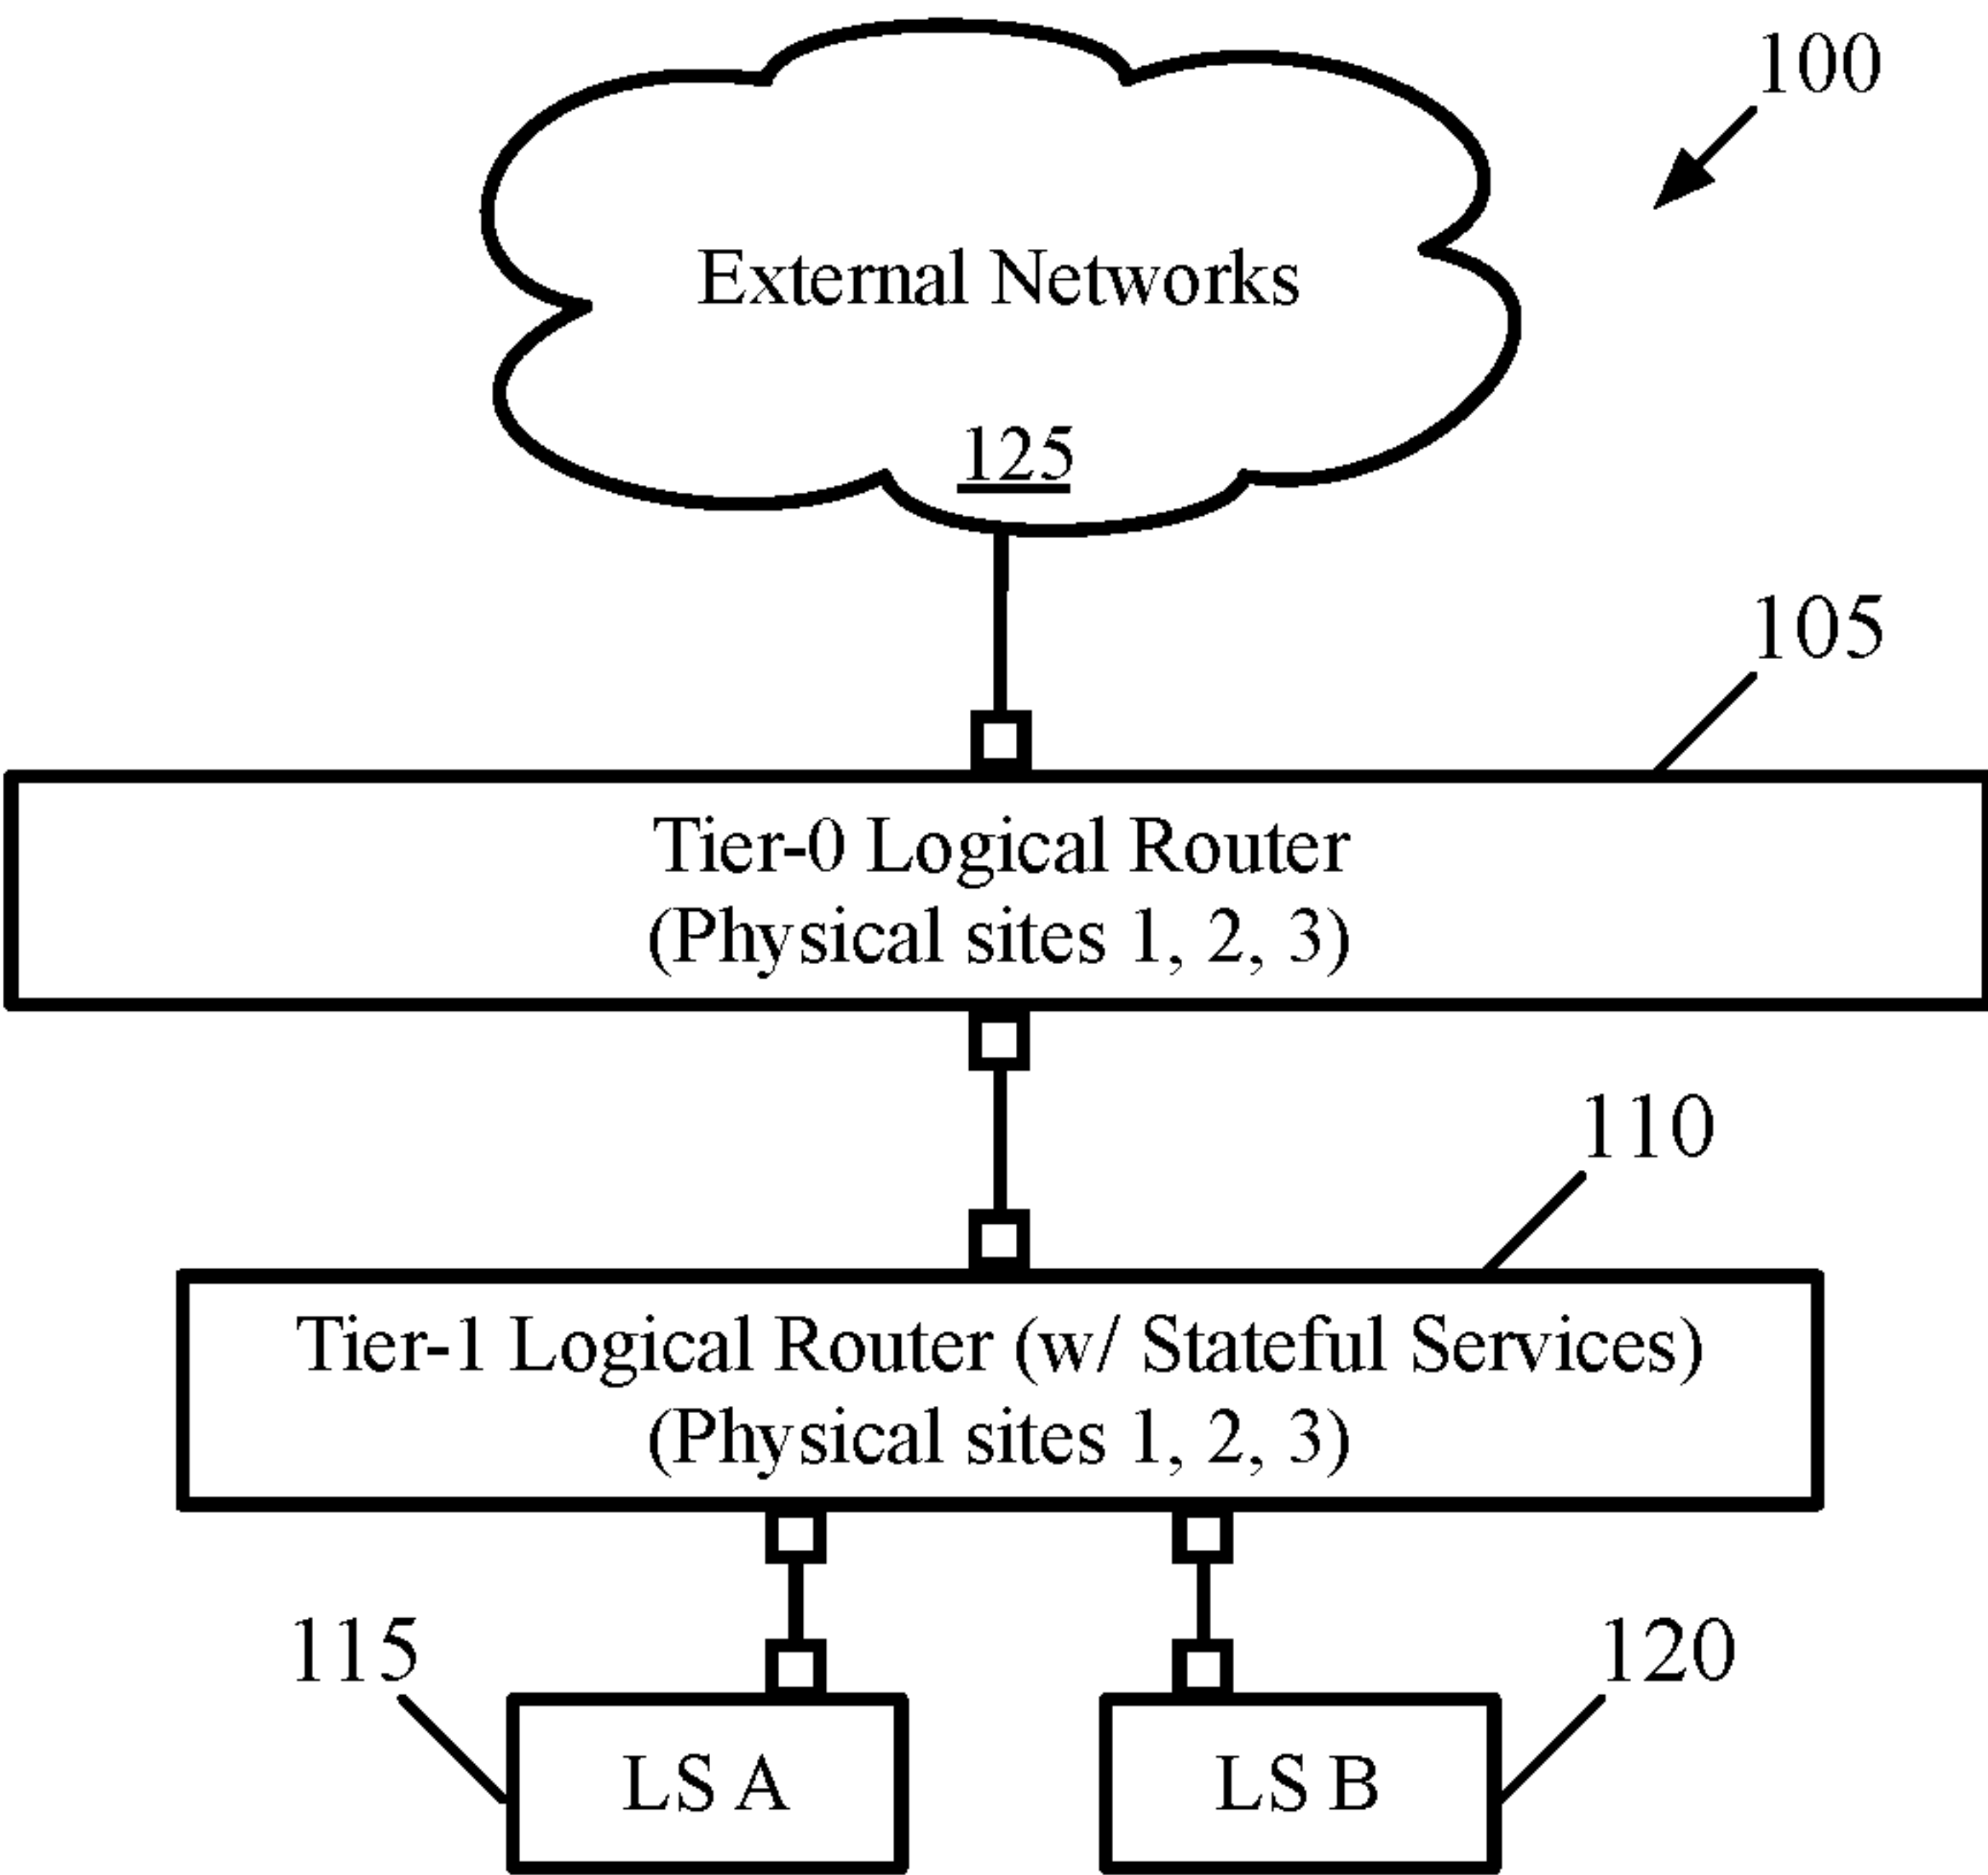 100
External Networks
125
105
Tier-0 Logical Router
(Physical sites 1, 2, 3)
110
Tier-1 Logical Router (w/ Stateful Services)
(Physical sites 1, 2, 3)
115
120
LS A
LS B